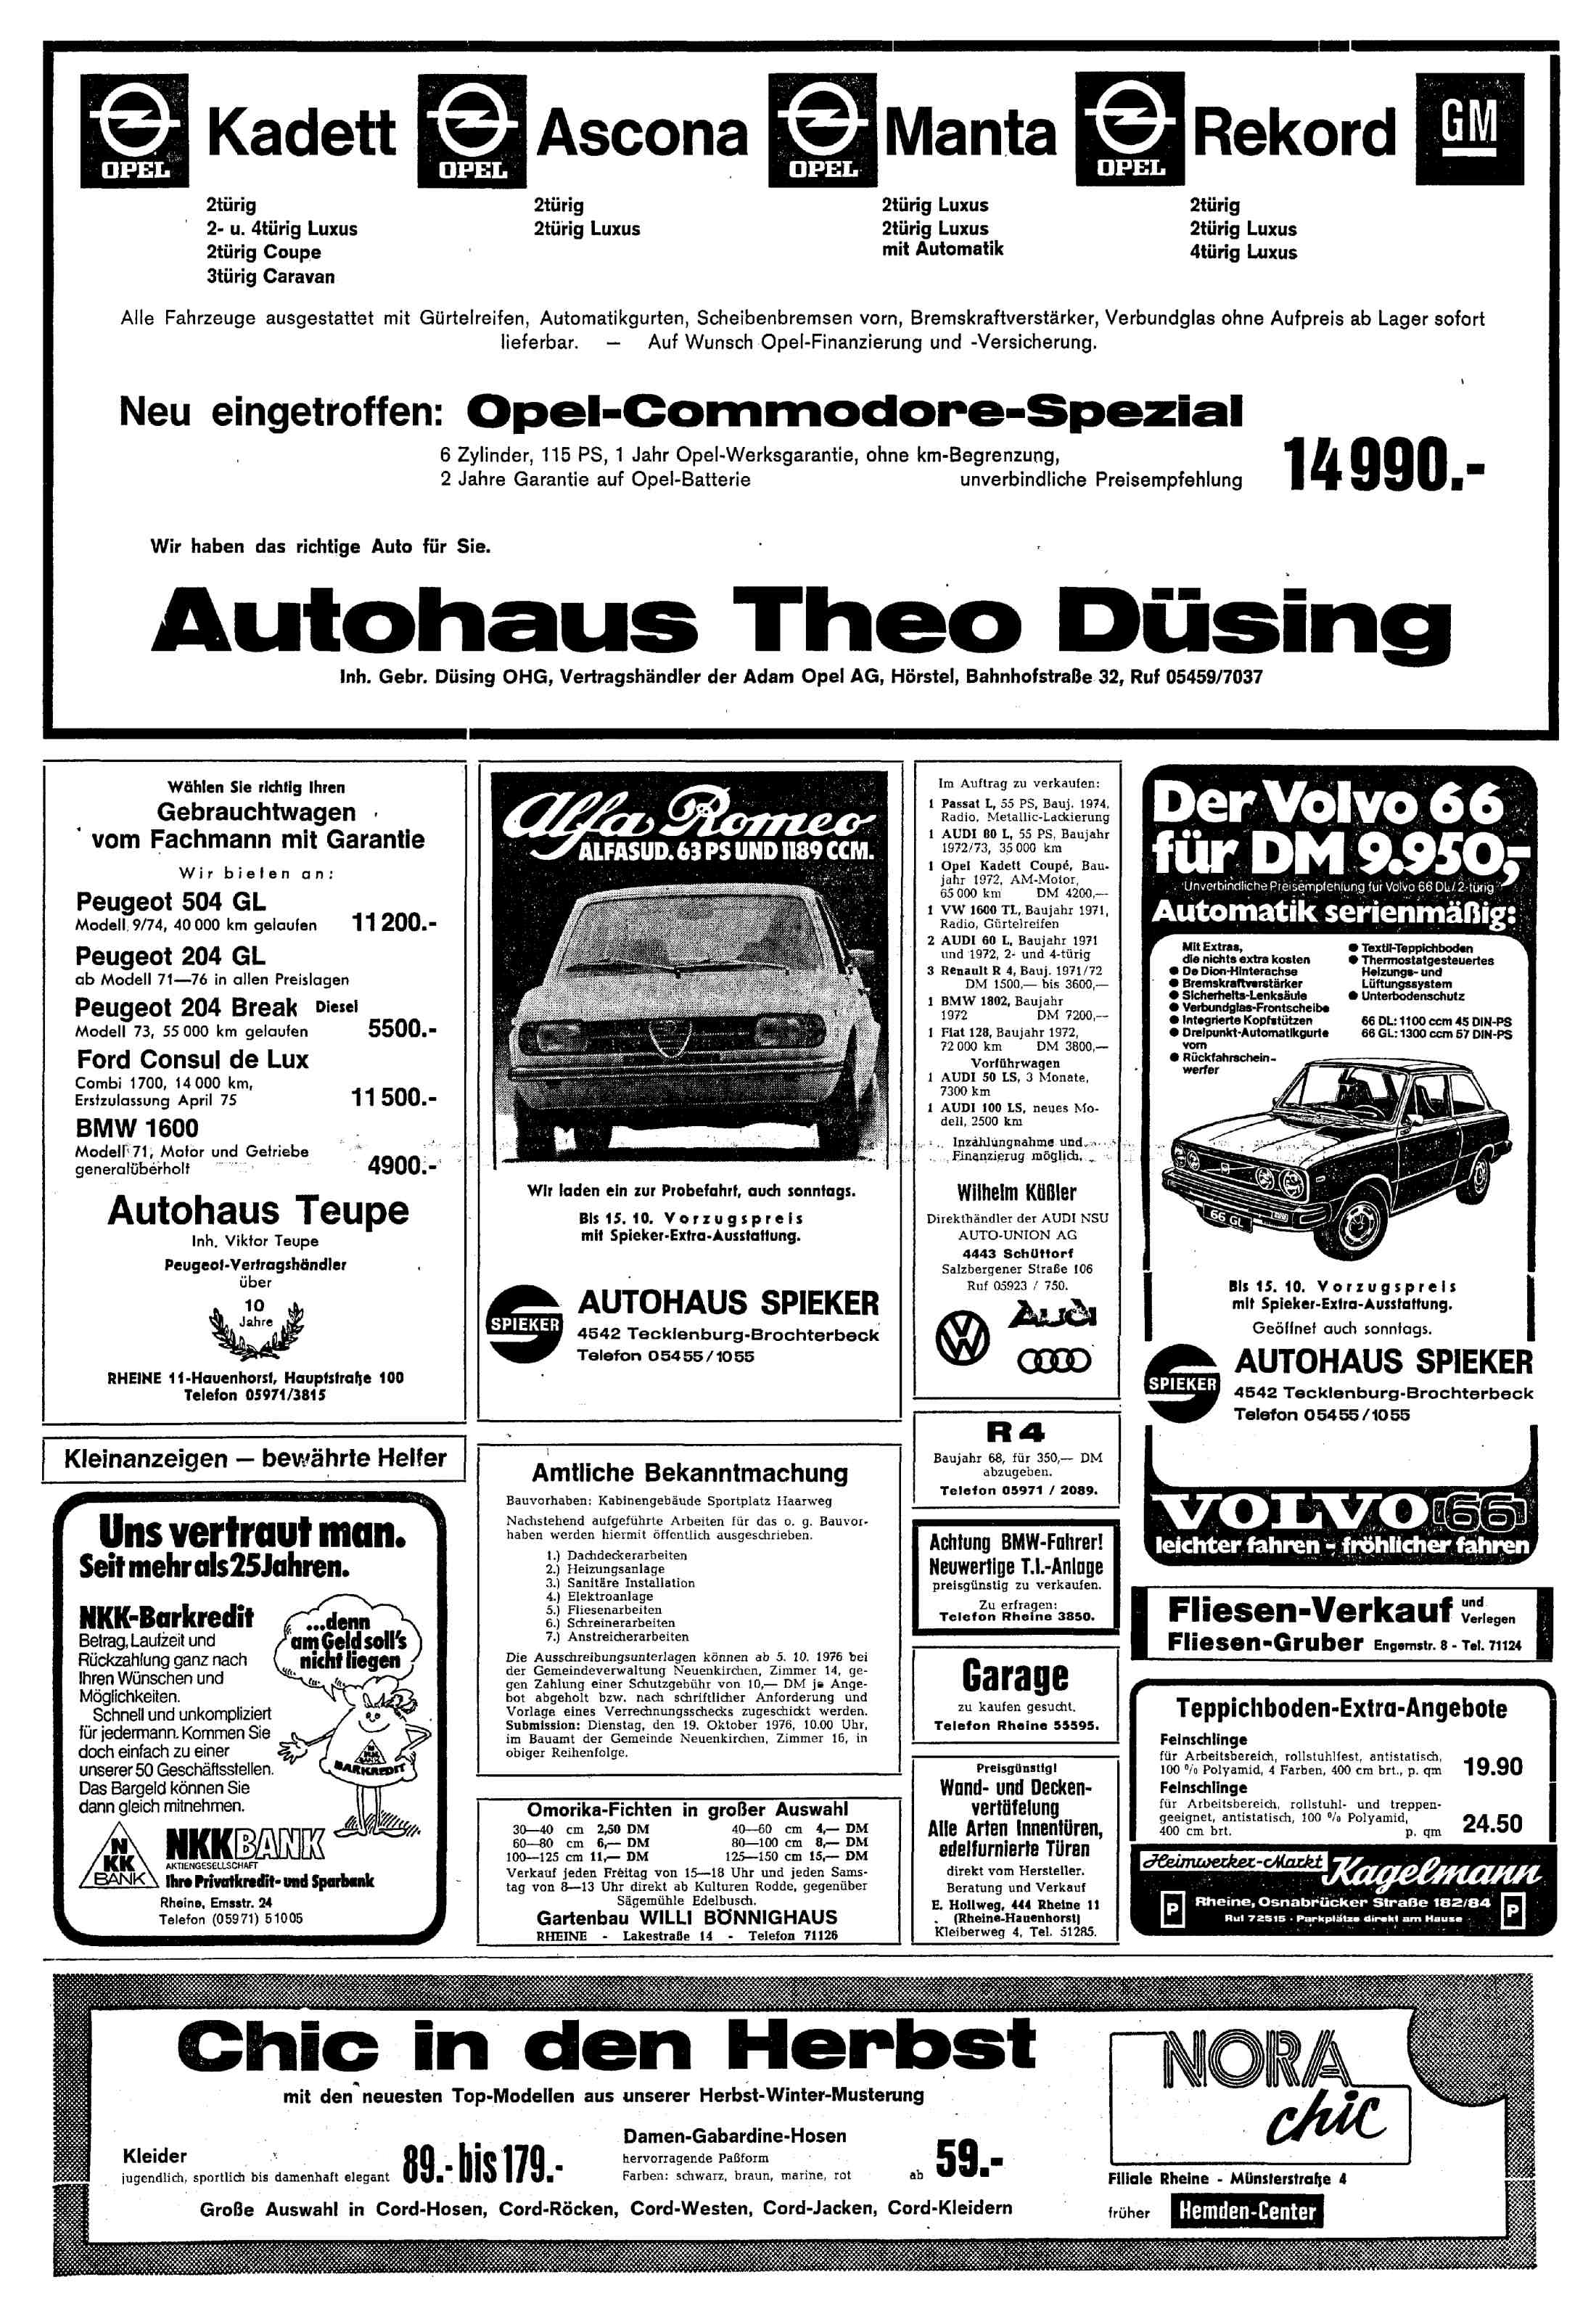 OPEL
Kadett
2türig
2- u. 4türig Luxus
2türig Coupe
3türig Caravan
OPEL
Ascona
2türig
2türig Luxus
OPEL
Manta
2türig Luxus
2türig Luxus
mit Automatik
OPEL
Rekord
2türig
2türig Luxus
4türig Luxus
GM
Alle Fahrzeuge ausgestattet mit Gürtelreifen, Automatikgurten, Scheibenbremsen vorn, Bremskraftverstärker, Verbundglas ohne Aufpreis ab Lager sofort
lieferbar. — Auf Wunsch Opel-Finanzierung und -Versicherung.
Neu eingetroffen: Opel-Commodore-Spezial
6 Zylinder, 115 PS, 1 Jahr Opel-Werksgarantie, ohne km-Begrenzung,
2 Jahre Garantie auf Opel-Batterie unverbindliche Preisempfehlung
14990.-
Wir haben das richtige Auto für Sie.
Autohaus Theo Düsing
Inh. Gebr. Düsing OHG, Vertragshändler der Adam Opel AG, Hörstel, Bahnhofstraße 32, Ruf 05459/7037
Wählen Sie richtig Ihren
Gebrauchtwagen
vom Fachmann mit Garantie
Wir bieten an:
Peugeot 504 GL
Modell 9/74, 40 000 km gelaufen 11 200.-
Peugeot 204 GL
ab Modell 71—76 in allen Preislagen
Peugeot 204 Break Diesel
Modell 73, 55 000 km gelaufen 5500.-
Ford Consul de Lux
Combi 1700, 14 000 km,
Erstzulassung April 75 11 500.-
BMW 1600
Modell 71, Motor und Getriebe
generalüberholt 4900.-
Autohaus Teupe
Inh. Viktor Teupe
Peugeot-Vertragshändler
über
10
Jahre
RHEINE 11-Hauenhorst, Hauptstraße 100
Telefon 05971/3815
Kleinanzeigen — bewährte Helfer
Uns vertraut man.
Seit mehr als 25 Jahren.
NKK-Barkredit
Betrag, Laufzeit und
Rückzahlung ganz nach
Ihren Wünschen und
Möglichkeiten.
Schnell und unkompliziert
für jedermann. Kommen Sie
doch einfach zu einer
unserer 50 Geschäftsstellen.
Das Bargeld können Sie
dann gleich mitnehmen.
...denn
am Geld soll's
nicht liegen
BARKREDIT
N
KK
BANK
NKKBANK
AKTIENGESELLSCHAFT
Ihre Privatkredit- und Sparbank
Rheine, Emsstr. 24
Telefon (05971) 51005
Alfa Romeo
ALFASUD. 63 PS UND 1189 CCM.
Wir laden ein zur Probefahrt, auch sonntags.
Bis 15. 10. Vorzugspreis
mit Spieker-Extra-Ausstattung.
SPIEKER
AUTOHAUS SPIEKER
4542 Tecklenburg-Brochterbeck
Telefon 05455/1055
Amtliche Bekanntmachung
Bauvorhaben: Kabinengebäude Sportplatz Haarweg
Nachstehend aufgeführte Arbeiten für das o. g. Bauvor-
haben werden hiermit öffentlich ausgeschrieben.
1.) Dachdeckerarbeiten
2.) Heizungsanlage
3.) Sanitäre Installation
4.) Elektroanlage
5.) Fliesenarbeiten
6.) Schreinerarbeiten
7.) Anstreicherarbeiten
Die Ausschreibungsunterlagen können ab 5. 10. 1976 bei
der Gemeindeverwaltung Neuenkirchen, Zimmer 14, ge-
gen Zahlung einer Schutzgebühr von 10,— DM je Ange-
bot abgeholt bzw. nach schriftlicher Anforderung und
Vorlage eines Verrechnungsschecks zugeschickt werden.
Submission: Dienstag, den 19. Oktober 1976, 10.00 Uhr,
im Bauamt der Gemeinde Neuenkirchen, Zimmer 16, in
obiger Reihenfolge.
Omorika-Fichten in großer Auswahl
30—40 cm 2,50 DM 40—60 cm 4,— DM
60—80 cm 6,— DM 80—100 cm 8,— DM
100—125 cm 11,— DM 125—150 cm 15,— DM
Verkauf jeden Freitag von 15—18 Uhr und jeden Sams-
tag von 8—13 Uhr direkt ab Kulturen Rodde, gegenüber
Sägemühle Edelbusch.
Gartenbau WILLI BÖNNIGHAUS
RHEINE - Lakestraße 14 - Telefon 71126
Im Auftrag zu verkaufen:
1 Passat L, 55 PS, Bauj. 1974,
Radio, Metallic-Lackierung
1 AUDI 80 L, 55 PS, Baujahr
1972/73, 35 000 km
1 Opel Kadett Coupé, Bau-
jahr 1972, AM-Motor,
65 000 km DM 4200,—
1 VW 1600 TL, Baujahr 1971,
Radio, Gürtelreifen
2 AUDI 60 L, Baujahr 1971
und 1972, 2- und 4-türig
3 Renault R 4, Bauj. 1971/72
DM 1500,— bis 3600,—
1 BMW 1802, Baujahr
1972 DM 7200,—
1 Fiat 128, Baujahr 1972,
72 000 km DM 3800,—
Vorführwagen
1 AUDI 50 LS, 3 Monate,
7300 km
1 AUDI 100 LS, neues Mo-
dell, 2500 km
Inzahlungnahme und
Finanzierug möglich.
Wilhelm Küßler
Direkthändler der AUDI NSU
AUTO-UNION AG
4443 Schüttorf
Salzbergener Straße 106
Ruf 05923 / 750.
VW
Audi
R 4
Baujahr 68, für 350,— DM
abzugeben.
Telefon 05971 / 2089.
Achtung BMW-Fahrer!
Neuwertige T.I.-Anlage
preisgünstig zu verkaufen.
Zu erfragen:
Telefon Rheine 3850.
Garage
zu kaufen gesucht.
Telefon Rheine 55595.
Preisgünstig!
Wand- und Decken-
vertäfelung
Alle Arten Innentüren,
edelfurnierte Türen
direkt vom Hersteller.
Beratung und Verkauf
E. Hollweg, 444 Rheine 11
(Rheine-Hauenhorst)
Kleiberweg 4, Tel. 51285.
Der Volvo 66
für DM 9.950,-
Unverbindliche Preisempfehlung für Volvo 66 DL/2-türig
Automatik serienmäßig:
Mit Extras,
die nichts extra kosten
● De Dion-Hinterachse
● Bremskraftverstärker
● Sicherheits-Lenksäule
● Verbundglas-Frontscheibe
● Integrierte Kopfstützen
● Dreipunkt-Automatikgurte
vorn
● Rückfahrschein-
werfer
● Textil-Teppichboden
● Thermostatgesteuertes
Heizungs- und
Lüftungssystem
● Unterbodenschutz
66 DL: 1100 ccm 45 DIN-PS
66 GL: 1300 ccm 57 DIN-PS
66 GL
Bis 15. 10. Vorzugspreis
mit Spieker-Extra-Ausstattung.
Geöffnet auch sonntags.
SPIEKER
AUTOHAUS SPIEKER
4542 Tecklenburg-Brochterbeck
Telefon 05455/1055
VOLVO 66
leichter fahren - fröhlicher fahren
Fliesen-Verkauf und Verlegen
Fliesen-Gruber Engernstr. 8 - Tel. 71124
Teppichboden-Extra-Angebote
Feinschlinge
für Arbeitsbereich, rollstuhlfest, antistatisch,
100 % Polyamid, 4 Farben, 400 cm brt., p. qm 19.90
Feinschlinge
für Arbeitsbereich, rollstuhl- und treppen-
geeignet, antistatisch, 100 % Polyamid,
400 cm brt. p. qm 24.50
Heimwerker-Markt Kagelmann
P Rheine, Osnabrücker Straße 182/84 P
Ruf 72515 · Parkplätze direkt am Hause
Chic in den Herbst
mit den neuesten Top-Modellen aus unserer Herbst-Winter-Musterung
Kleider
jugendlich, sportlich bis damenhaft elegant 89.- bis 179.-
Damen-Gabardine-Hosen
hervorragende Paßform
Farben: schwarz, braun, marine, rot ab 59.-
Große Auswahl in Cord-Hosen, Cord-Röcken, Cord-Westen, Cord-Jacken, Cord-Kleidern
NORA
chic
Filiale Rheine - Münsterstraße 4
früher Hemden-Center